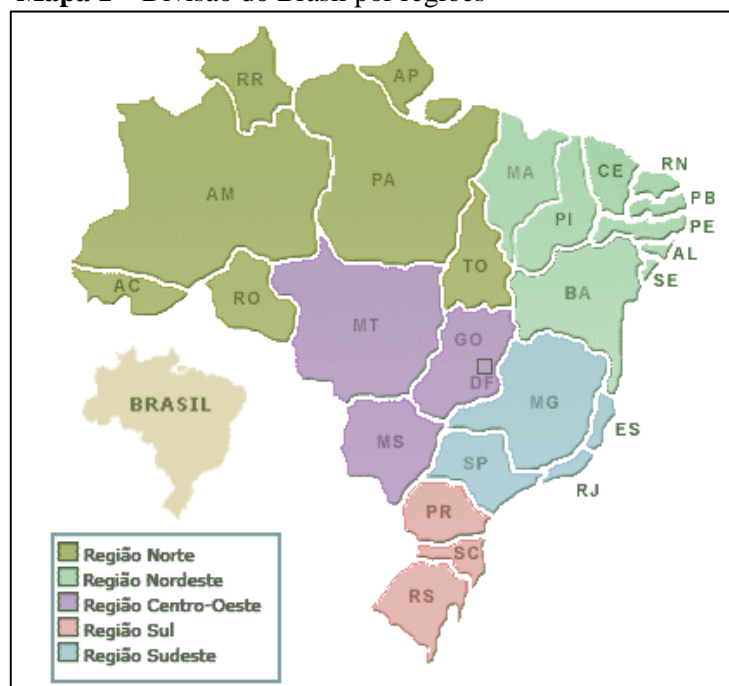 Divisão do Brasil por regiões
RR
AP
AM
PA
MA
CE
RN
PB
PI
PE
AL
SE
TO
AC
RO
BA
MT
GO
DF
BRASIL
MG
ES
MS
SP
RJ
PR
SC
RS
Região Norte
Região Nordeste
Região Centro-Oeste
Região Sul
Região Sudeste